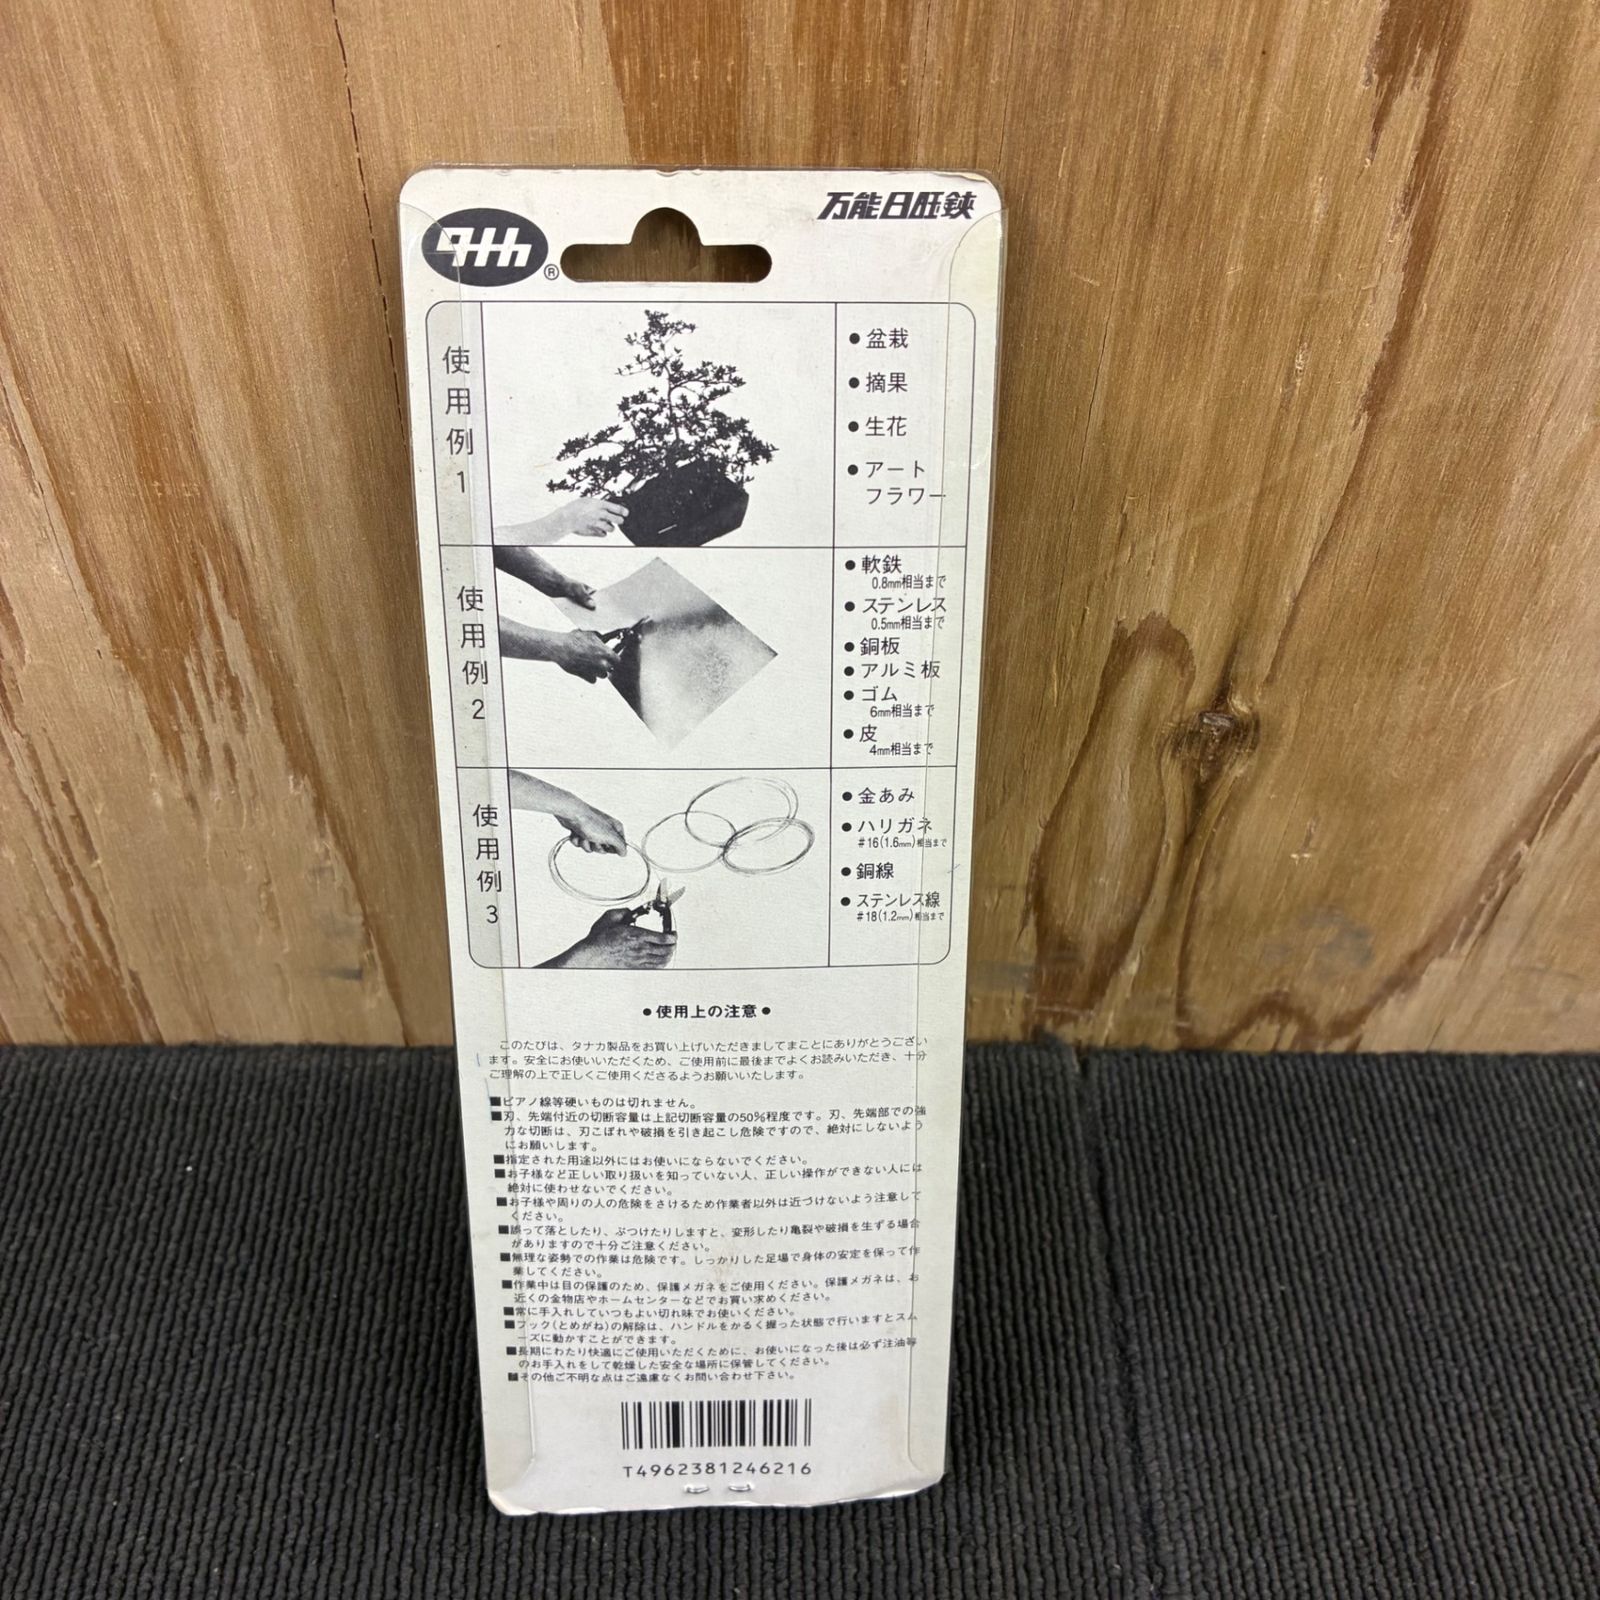 タナカ®
万能日旺鋏
使用例1
●盆栽
●摘果
●生花
●アート
フラワー
使用例2
●軟鉄
0.8mm相当まで
●ステンレス
0.5mm相当まで
●銅板
●アルミ板
●ゴム
6mm相当まで
●皮
4mm相当まで
使用例3
●金あみ
●ハリガネ
#16(1.6mm)相当まで
●銅線
●ステンレス線
#18(1.2mm)相当まで
●使用上の注意●
このたびは、タナカ製品をお買い上げいただきましてまことにありがとうござい
ます。安全にお使いいただくため、ご使用前に最後までよくお読みいただき、十分
ご理解の上で正しくご使用くださるようお願いいたします。
■ピアノ線等硬いものは切れません。
■刃、先端付近の切断容量は上記切断容量の50%程度です。刃、先端部での強
力な切断は、刃こぼれや破損を引き起こし危険ですので、絶対にしないよう
にお願いします。
■指定された用途以外にはお使いにならないでください。
■お子様など正しい取り扱いを知っていない人、正しい操作ができない人には
絶対に使わせないでください。
■お子様や周りの人の危険をさけるため作業者以外は近づけないよう注意して
ください。
■誤って落としたり、ぶつけたりしますと、変形したり亀裂や破損を生ずる場合
がありますので十分ご注意ください。
■無理な姿勢での作業は危険です。しっかりした足場で身体の安定を保って作
業してください。
■作業中は目の保護のため、保護メガネをご使用ください。保護メガネは、お
近くの金物店やホームセンターなどでお買い求めください。
■常に手入れしていつもよい切れ味でお使いください。
■フック(とめがね)の解除は、ハンドルをかるく握った状態で行いますとスム
ーズに動かすことができます。
■長期にわたり快適にご使用いただくために、お使いになった後は必ず注油等
のお手入れをして乾燥した安全な場所に保管してください。
■その他ご不明な点はご遠慮なくお問い合わせ下さい。
T4962381246216